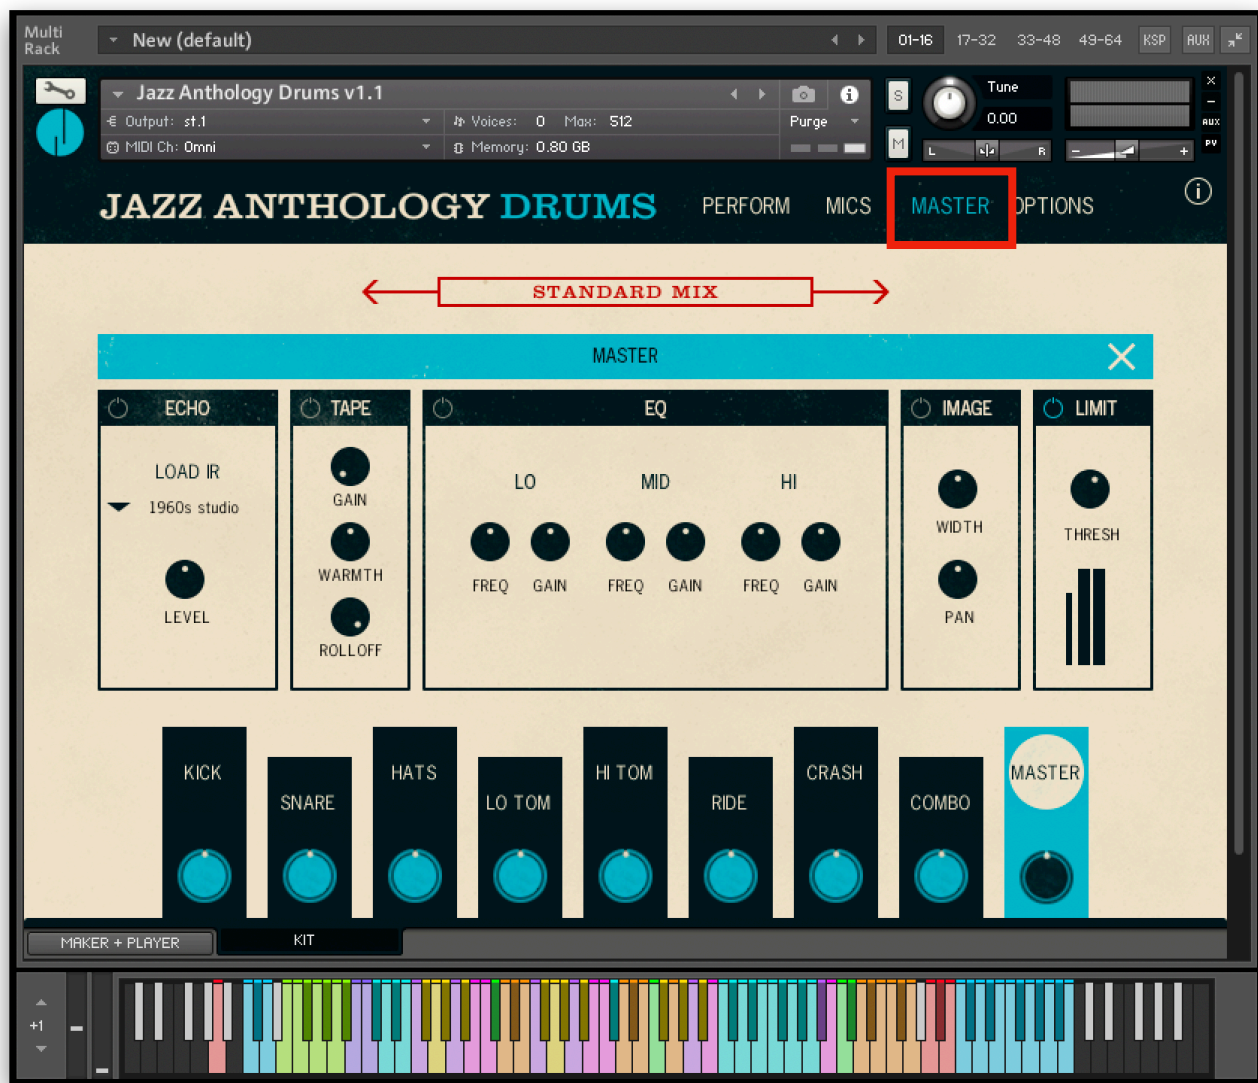 Multi
Rack
New (default)
01-16 17-32 33-48 49-64 KSP AUX
Jazz Anthology Drums v1.1
Output: st.1 Voices: 0 Max: 512 Purge
MIDI Ch: Omni Memory: 0.80 GB
S
M
Tune
0.00
L R
- +
×
-
AUX
PV
JAZZ ANTHOLOGY DRUMS PERFORM MICS MASTER OPTIONS i
STANDARD MIX
MASTER
ECHO TAPE EQ IMAGE LIMIT
LOAD IR
1960s studio
LEVEL
GAIN
WARMTH
ROLLOFF
LO MID HI
FREQ GAIN FREQ GAIN FREQ GAIN
WIDTH
PAN
THRESH
KICK SNARE HATS LO TOM HI TOM RIDE CRASH COMBO MASTER
MAKER + PLAYER KIT
+1